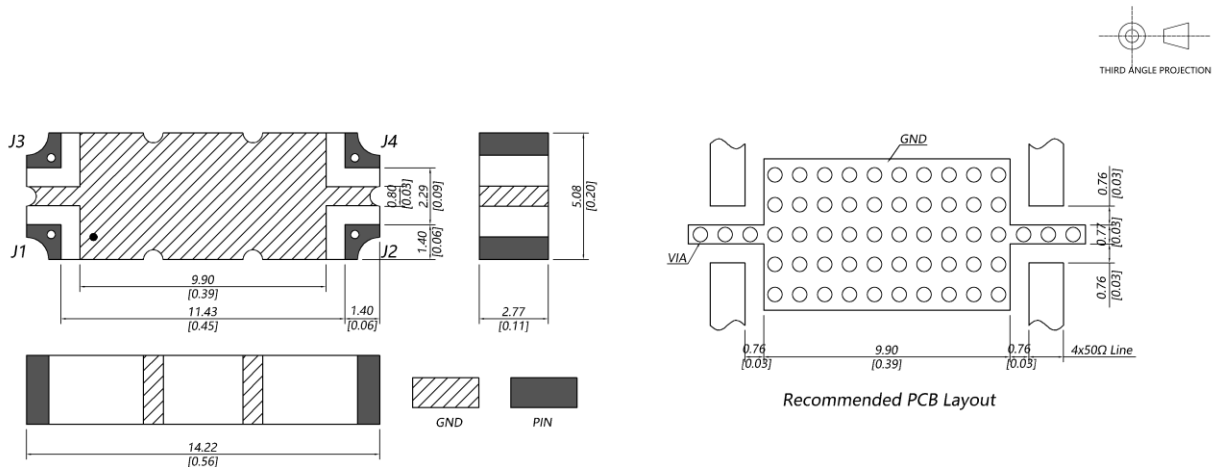 THIRD ANGLE PROJECTION
J3
J4
J1
J2
0.80
[0.03]
2.29
[0.09]
1.40
[0.06]
9.90
[0.39]
11.43
[0.45]
1.40
[0.06]
5.08
[0.20]
2.77
[0.11]
14.22
[0.56]
GND
PIN
GND
VIA
0.76
[0.03]
0.77
[0.03]
0.76
[0.03]
0.76
[0.03]
9.90
[0.39]
0.76
[0.03]
4x50Ω Line
Recommended PCB Layout